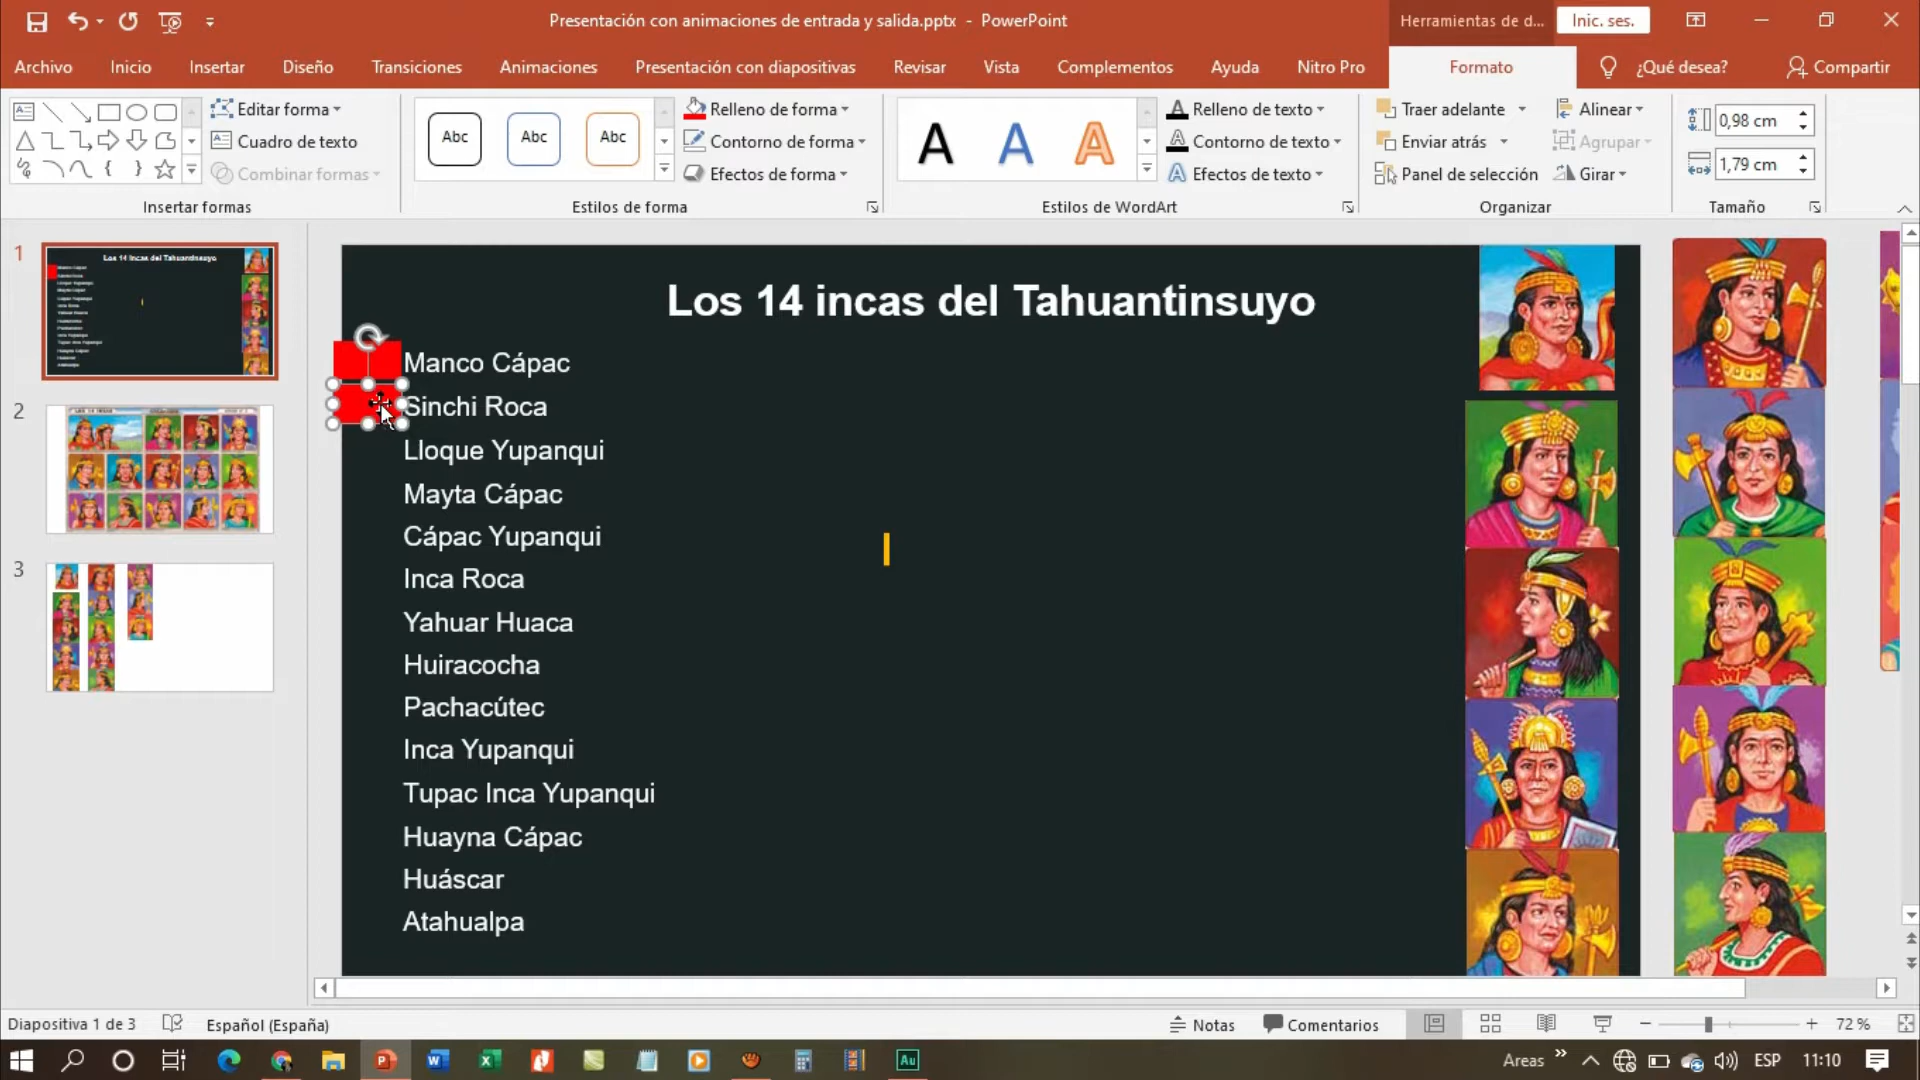 Presentación con animaciones de entrada y salida.pptx - PowerPoint
Herramientas de d...
Inic. ses.
Archivo
Inicio
Insertar
Diseño
Transiciones
Animaciones
Presentación con diapositivas
Revisar
Vista
Complementos
Ayuda
Nitro Pro
Formato
¿Qué desea?
Compartir
Editar forma
Cuadro de texto
Combinar formas
Insertar formas
Abc
Abc
Abc
Relleno de forma
Contorno de forma
Efectos de forma
Estilos de forma
A
A
A
Relleno de texto
Contorno de texto
Efectos de texto
Estilos de WordArt
Traer adelante
Enviar atrás
Panel de selección
Alinear
Agrupar
Girar
Organizar
0,98 cm
1,79 cm
Tamaño
1
2
3
Los 14 incas del Tahuantinsuyo
Los 14 incas del Tahuantinsuyo
Manco Cápac
Sinchi Roca
Lloque Yupanqui
Mayta Cápac
Cápac Yupanqui
Inca Roca
Yahuar Huaca
Huiracocha
Pachacútec
Inca Yupanqui
Tupac Inca Yupanqui
Huayna Cápac
Huáscar
Atahualpa
Diapositiva 1 de 3
Español (España)
Notas
Comentarios
72 %
Areas
ESP
11:10
Au